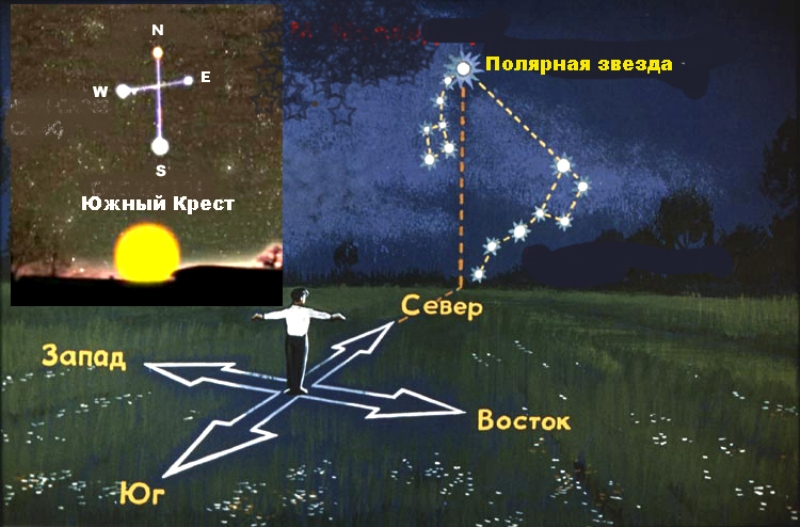 N
W
E
S
Южный Крест
Полярная звезда
Север
Запад
Восток
Юг